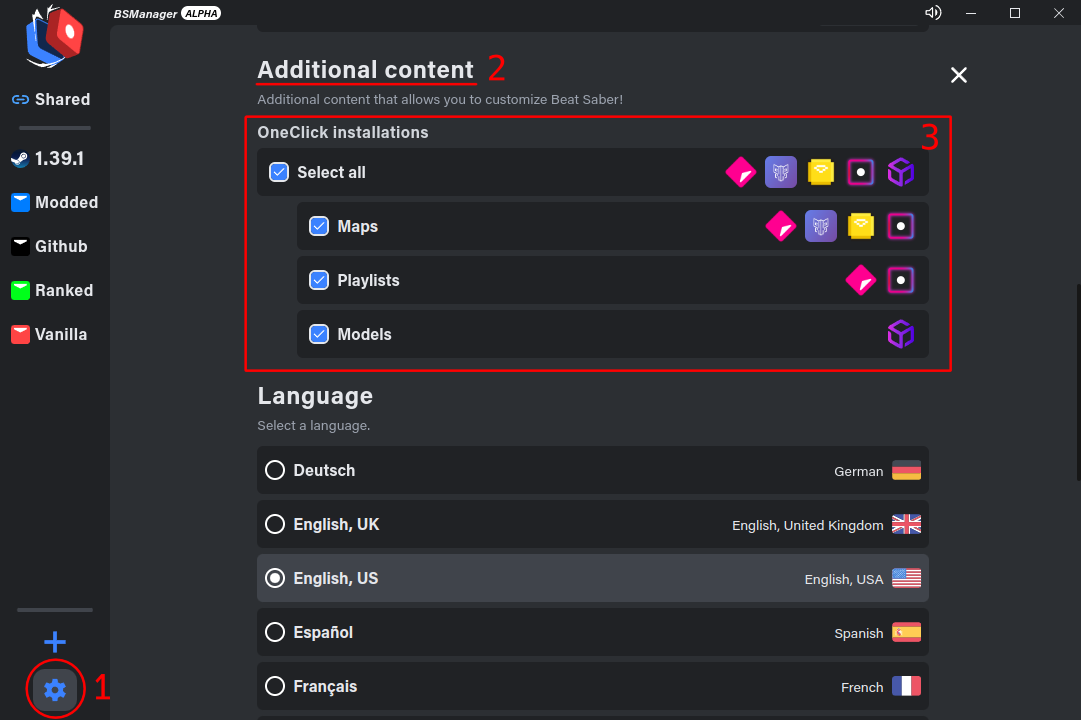 BSManager ALPHA
Shared
1.39.1
Modded
Github
Ranked
Vanilla
1
Additional content 2
Additional content that allows you to customize Beat Saber!
OneClick installations 3
Select all
Maps
Playlists
Models
Language
Select a language.
Deutsch German
English, UK English, United Kingdom
English, US English, USA
Español Spanish
Français French